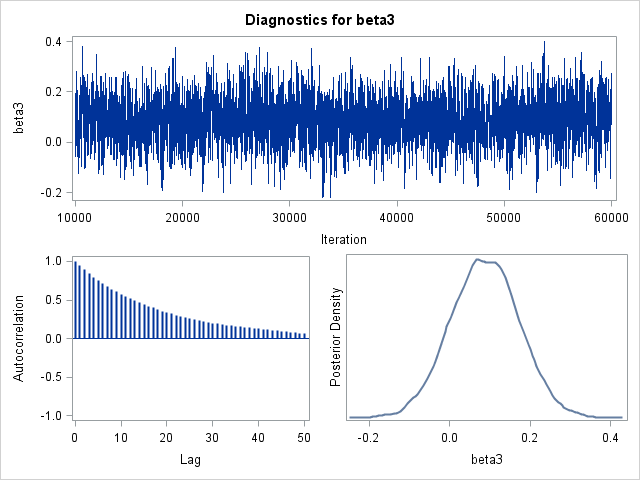 Diagnostics for beta3
beta3
0.4
0.2
0.0
-0.2
10000 20000 30000 40000 50000 60000
Iteration
Autocorrelation
1.0
0.5
0.0
-0.5
-1.0
0 10 20 30 40 50
Lag
Posterior Density
-0.2 0.0 0.2 0.4
beta3